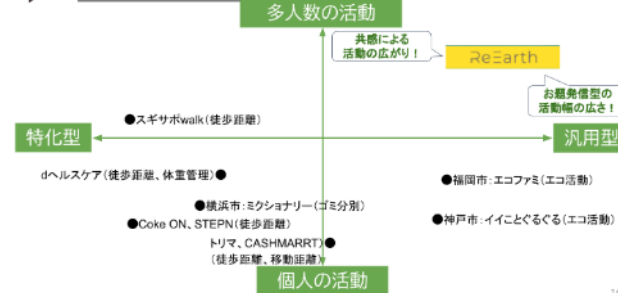 多人数の活動
共感による
活動の広がり！
ReEarth
お題発信型の
活動幅の広さ！
●スギサポwalk(徒歩距離)
特化型
汎用型
dヘルスケア(徒歩距離、体重管理)●
●福岡市:エコファミ(エコ活動)
●横浜市:ミクショナリー(ゴミ分別)
●Coke ON、STEPN(徒歩距離)
●神戸市:イイことぐるぐる(エコ活動)
トリマ、CASHMARRT)●
(徒歩距離、移動距離)
個人の活動